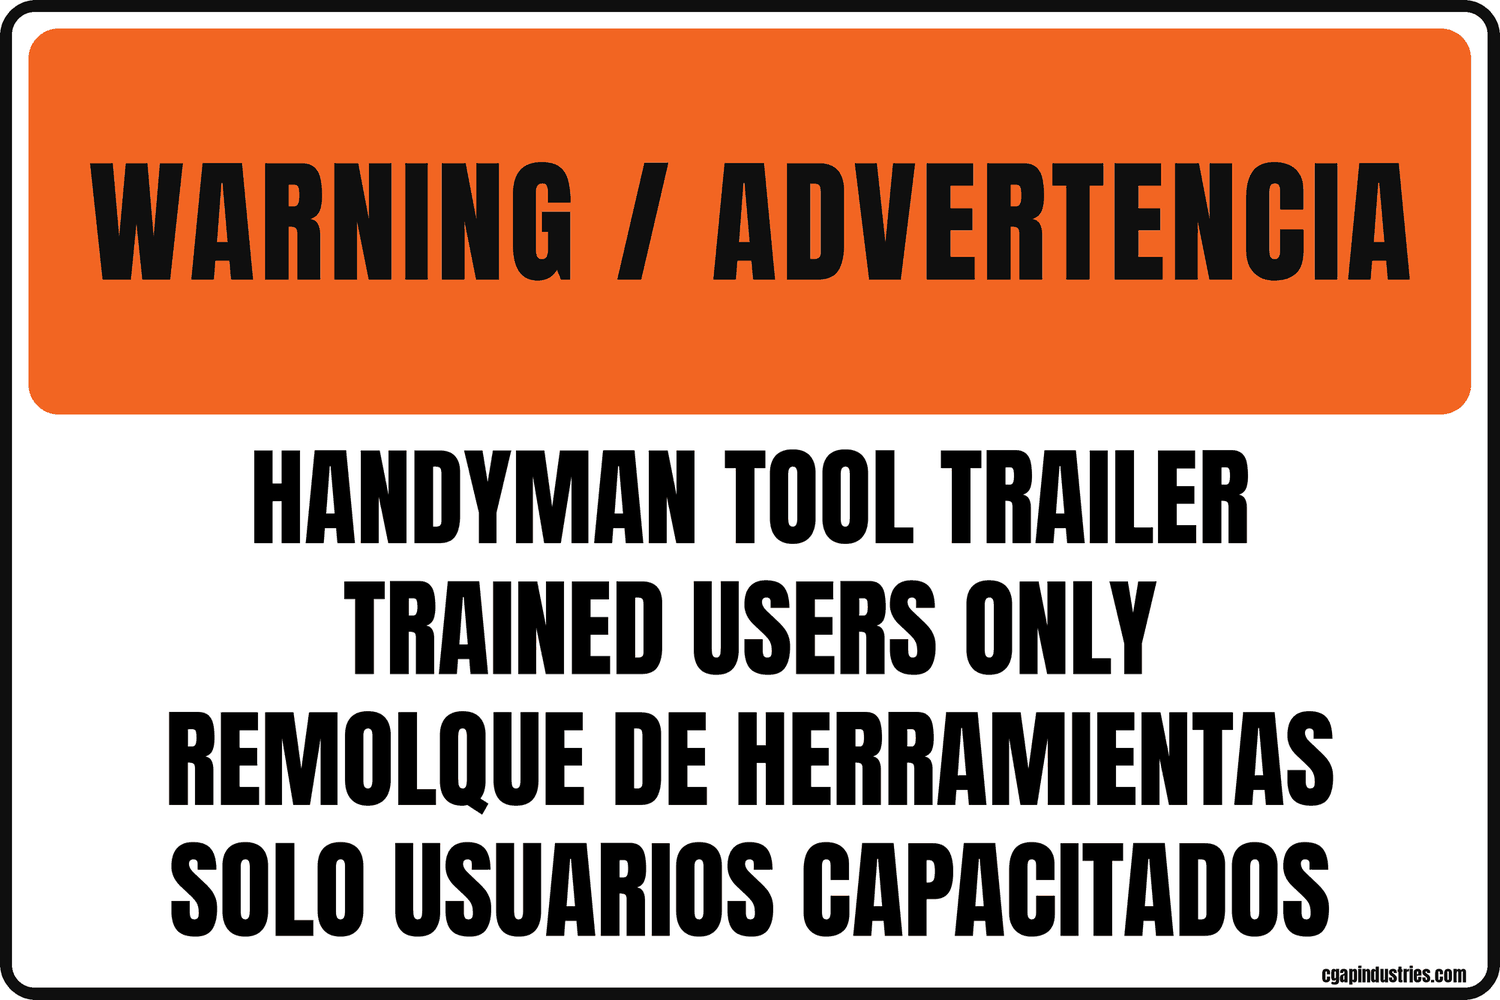 WARNING / ADVERTENCIA
HANDYMAN TOOL TRAILER
TRAINED USERS ONLY
REMOLQUE DE HERRAMIENTAS
SOLO USUARIOS CAPACITADOS
cgapindustries.com